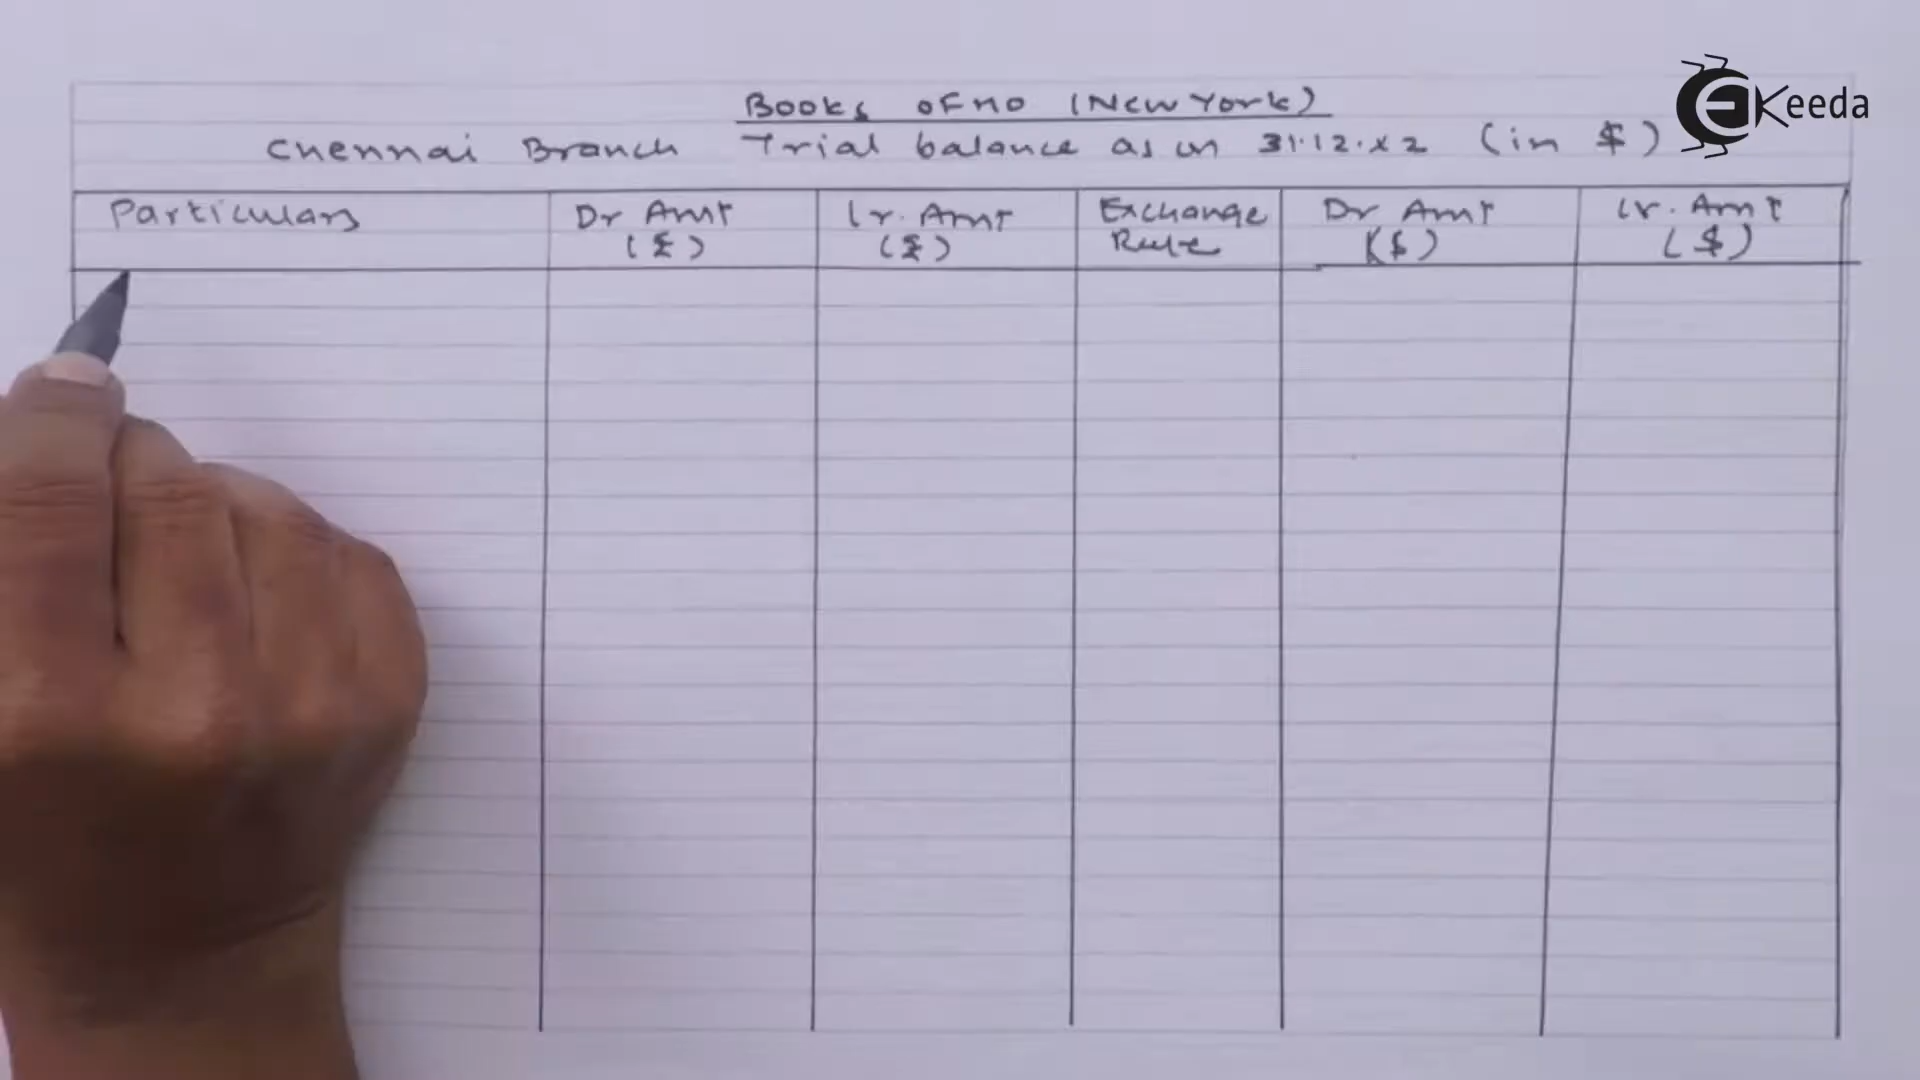 Books of HO (New York)
Chennai Branch Trial balance as on 31.12.x2 (in $)
EKeeda
Particulars Dr Amt (₹) Cr. Amt (₹) Exchange Rate Dr Amt ($) Cr. Amt ($)